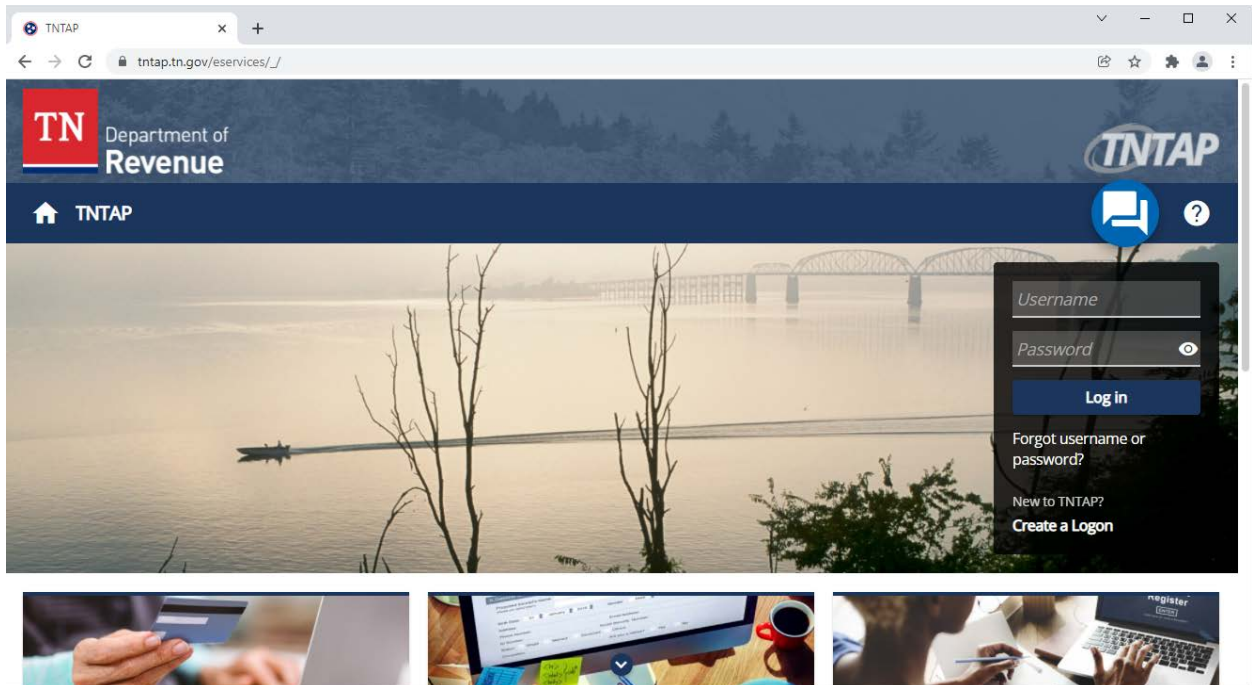 TNTAP
tntap.tn.gov/eservices/_/
TN
Department of
Revenue
TNTAP
TNTAP
Username
Password
Log in
Forgot username or
password?
New to TNTAP?
Create a Logon
Register